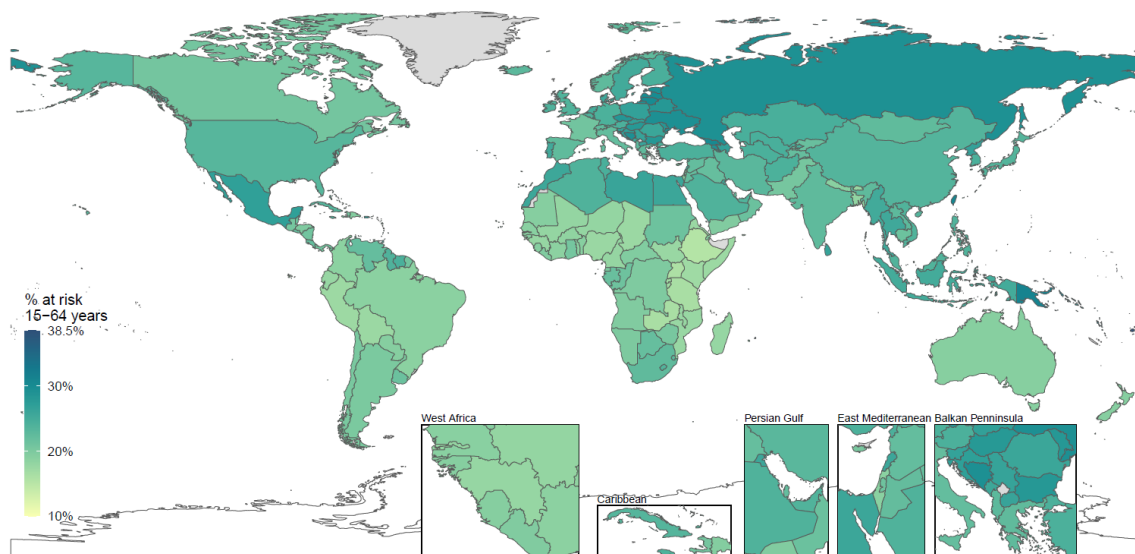 % at risk
15−64 years
38.5%
30%
20%
10%
West Africa
Caribbean
Persian Gulf
East Mediterranean
Balkan Penninsula